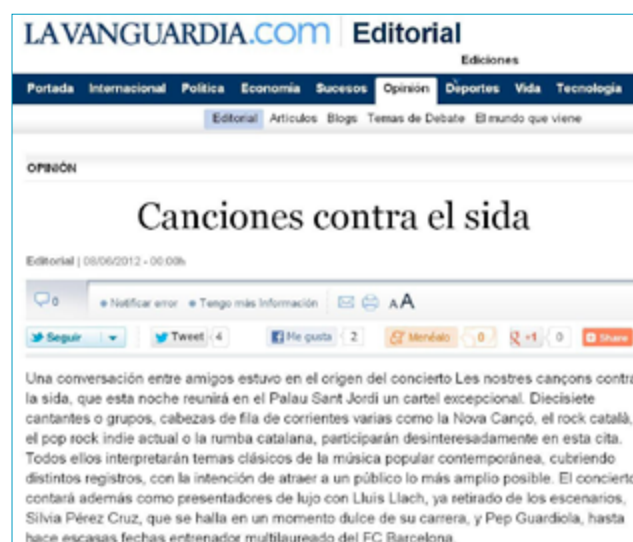 LAVANGUARDIA.COM Editorial
Ediciones
Portada Internacional Política Economía Sucesos Opinión Deportes Vida Tecnología
Editorial Artículos Blogs Temas de Debate El mundo que viene
OPINIÓN
Canciones contra el sida
Editorial | 08/06/2012 - 00:00h
0 Notificar error Tengo más Información A A
Seguir Tweet 4 Me gusta 2 Menéalo 0 +1 0 Share
Una conversación entre amigos estuvo en el origen del concierto Les nostres cançons contra
la sida, que esta noche reunirá en el Palau Sant Jordi un cartel excepcional. Diecisiete
cantantes o grupos, cabezas de fila de corrientes varias como la Nova Cançó, el rock català,
el pop rock indie actual o la rumba catalana, participarán desinteresadamente en esta cita.
Todos ellos interpretarán temas clásicos de la música popular contemporánea, cubriendo
distintos registros, con la intención de atraer a un público lo más amplio posible. El concierto
contará además como presentadores de lujo con Lluis Llach, ya retirado de los escenarios,
Silvia Pérez Cruz, que se halla en un momento dulce de su carrera, y Pep Guardiola, hasta
hace escasas fechas entrenador multilaureado del FC Barcelona.